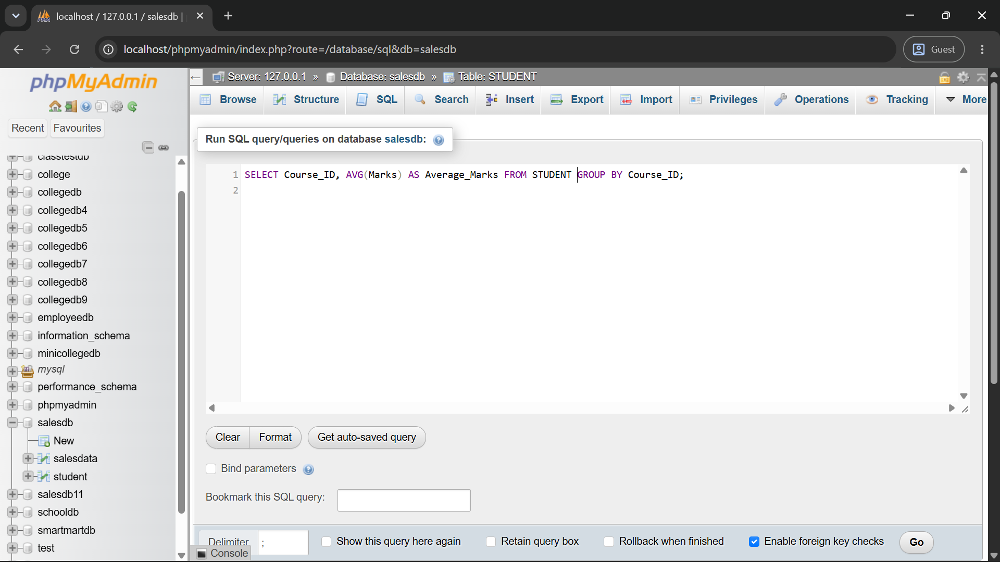 localhost / 127.0.0.1 / salesdb |
localhost/phpmyadmin/index.php?route=/database/sql&db=salesdb
Guest
phpMyAdmin
Recent
Favourites
classtestdb
college
collegedb
collegedb4
collegedb5
collegedb6
collegedb7
collegedb8
collegedb9
employeedb
information_schema
minicollegedb
mysql
performance_schema
phpmyadmin
salesdb
New
salesdata
student
salesdb11
schooldb
smartmartdb
test
Server: 127.0.0.1 » Database: salesdb » Table: STUDENT
Browse
Structure
SQL
Search
Insert
Export
Import
Privileges
Operations
Tracking
More
Run SQL query/queries on database salesdb:
1 SELECT Course_ID, AVG(Marks) AS Average_Marks FROM STUDENT GROUP BY Course_ID;
2
Clear
Format
Get auto-saved query
Bind parameters
Bookmark this SQL query:
Delimiter ;
Show this query here again
Retain query box
Rollback when finished
Enable foreign key checks
Go
Console